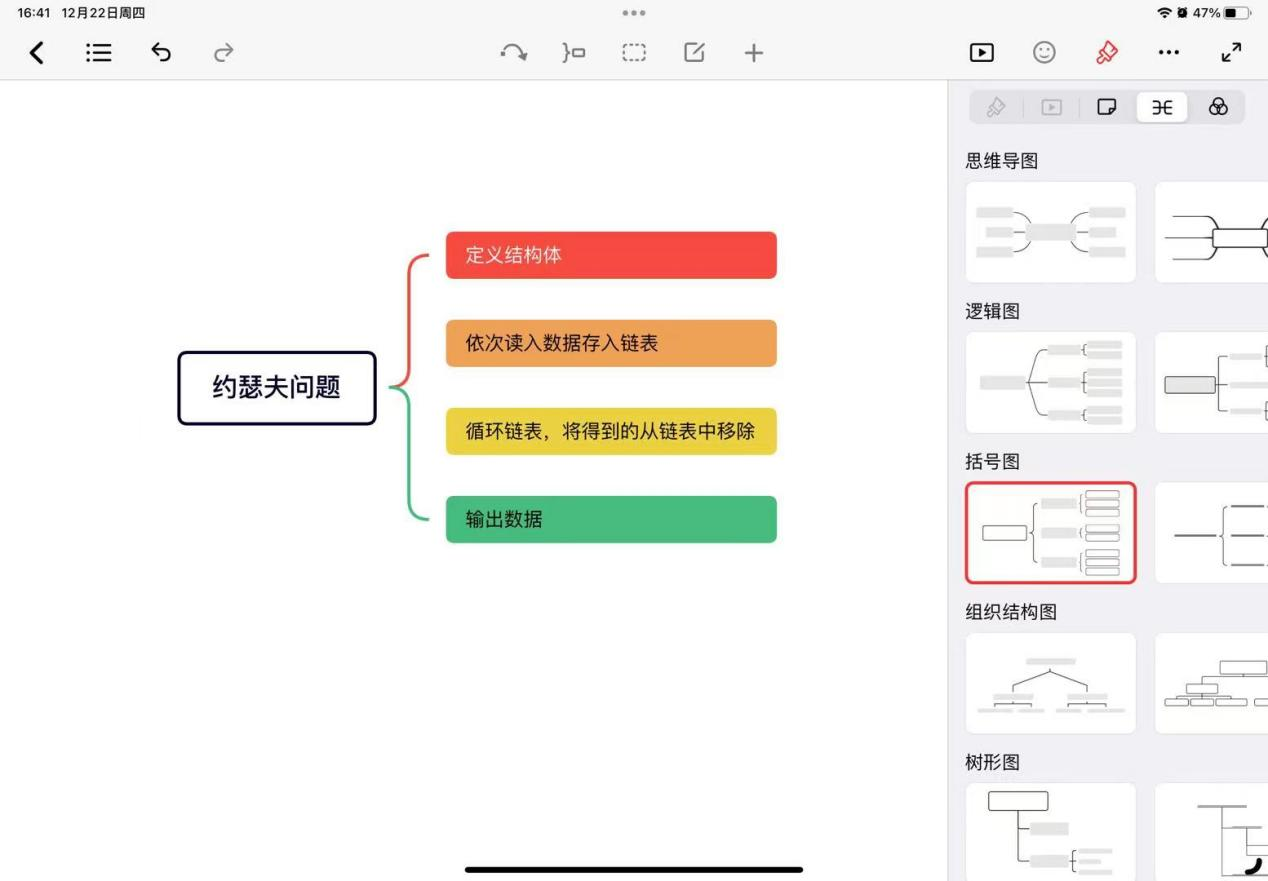 16:41 12月22日周四
47%
思维导图
逻辑图
括号图
组织结构图
树形图
约瑟夫问题
定义结构体
依次读入数据存入链表
循环链表，将得到的从链表中移除
输出数据